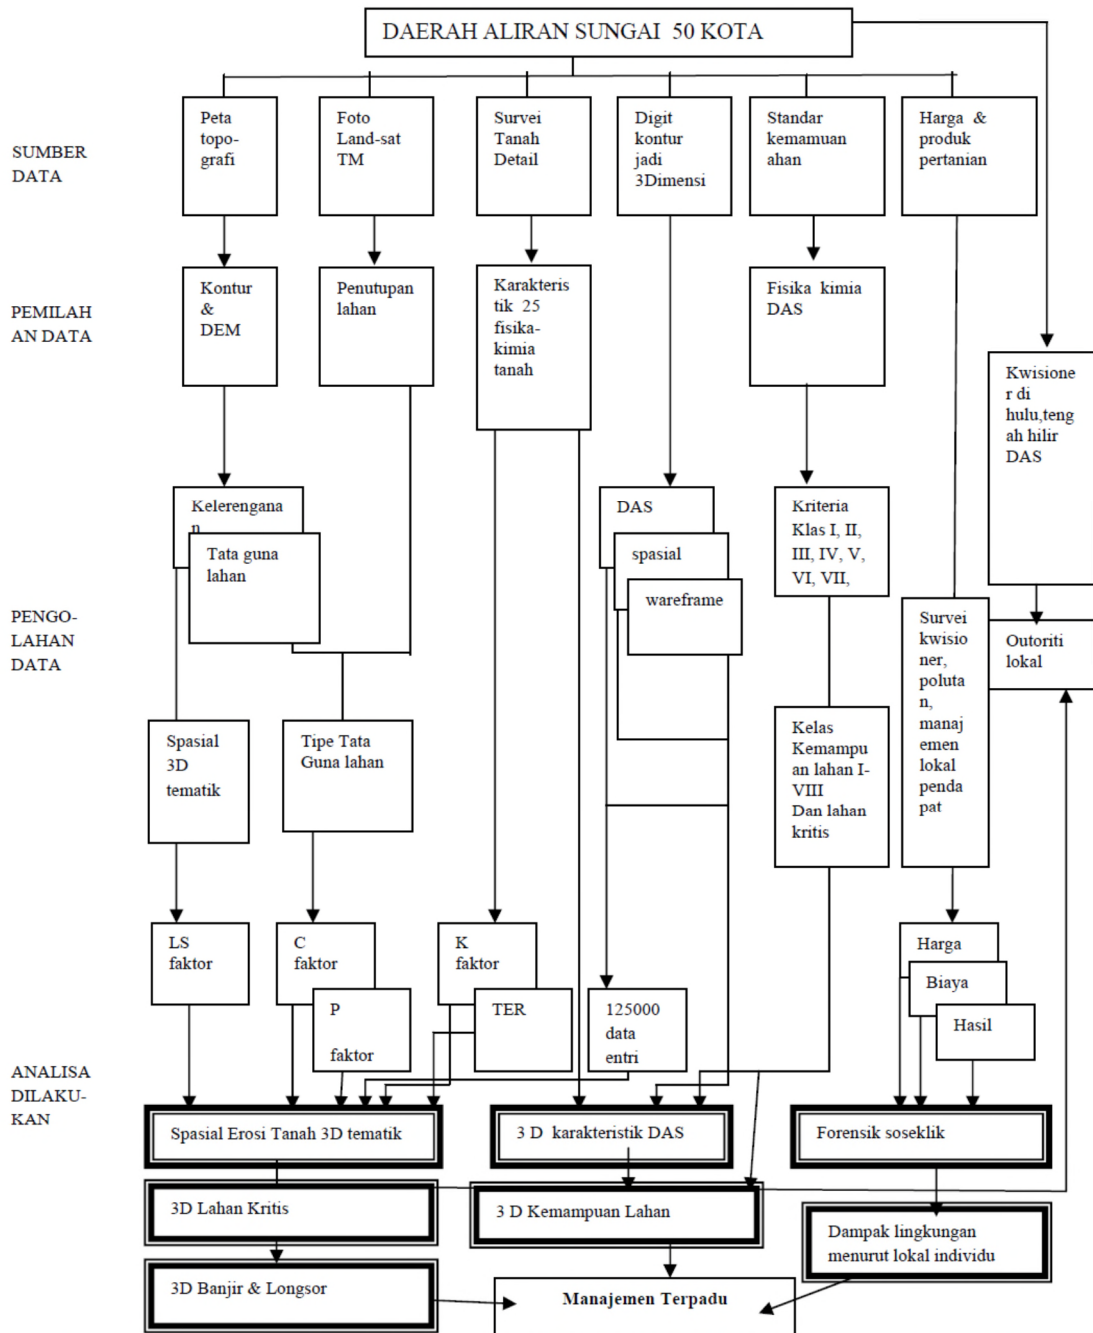 DAERAH ALIRAN SUNGAI 50 KOTA
SUMBER
DATA
Peta
topo-
grafi
Foto
Land-sat
TM
Survei
Tanah
Detail
Digit
kontur
jadi
3Dimensi
Standar
kemamuan
ahan
Harga &
produk
pertanian
PEMILAH
AN DATA
Kontur
&
DEM
Penutupan
lahan
Karakteris
tik 25
fisika-
kimia
tanah
Fisika kimia
DAS
Kwisione
r di
hulu,teng
ah hilir
DAS
PENGO-
LAHAN
DATA
Kelerengana
n
Tata guna
lahan
DAS
spasial
wareframe
Kriteria
Klas I, II,
III, IV, V,
VI, VII,
Survei
kwisio
ner,
poluta
n,
manaj
emen
lokal
penda
pat
Outoriti
lokal
Spasial
3D
tematik
Tipe Tata
Guna lahan
Kelas
Kemampu
an lahan I-
VIII
Dan lahan
kritis
ANALISA
DILAKU-
KAN
LS
faktor
C
faktor
P
faktor
K
faktor
TER
125000
data
entri
Harga
Biaya
Hasil
Spasial Erosi Tanah 3D tematik
3 D karakteristik DAS
Forensik soseklik
3D Lahan Kritis
3 D Kemampuan Lahan
Dampak lingkungan
menurut lokal individu
3D Banjir & Longsor
Manajemen Terpadu